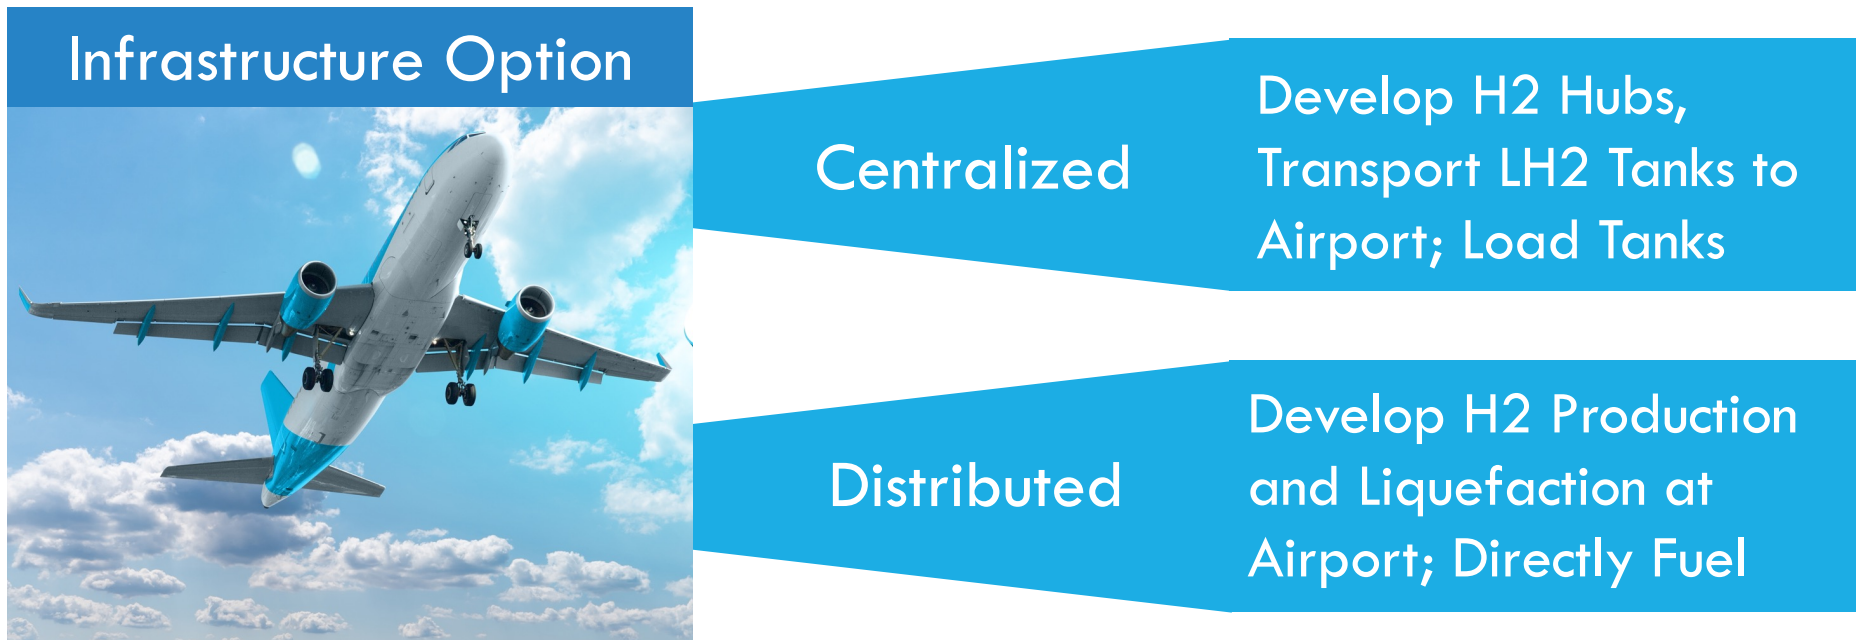 Infrastructure Option
Centralized
Develop H2 Hubs,
Transport LH2 Tanks to
Airport; Load Tanks
Distributed
Develop H2 Production
and Liquefaction at
Airport; Directly Fuel